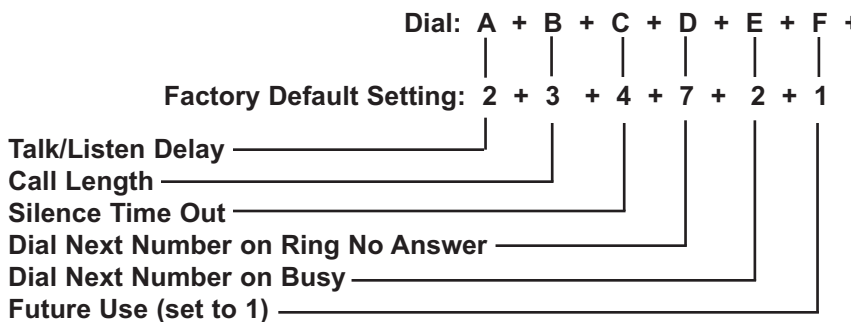 Dial: A + B + C + D + E + F +
Factory Default Setting: 2 + 3 + 4 + 7 + 2 + 1
Talk/Listen Delay
Call Length
Silence Time Out
Dial Next Number on Ring No Answer
Dial Next Number on Busy
Future Use (set to 1)